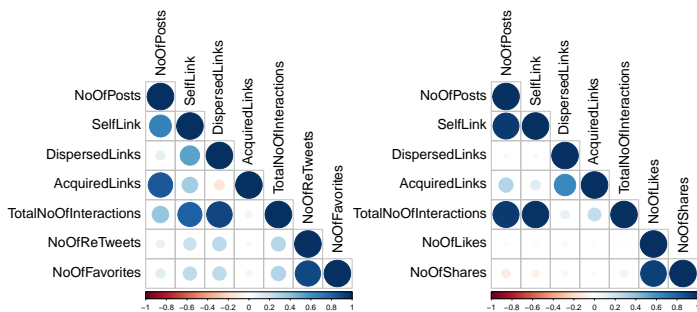 NoOfPosts
SelfLink
DispersedLinks
AcquiredLinks
TotalNoOfInteractions
NoOfReTweets
NoOfFavorites
NoOfPosts
SelfLink
DispersedLinks
AcquiredLinks
TotalNoOfInteractions
NoOfReTweets
NoOfFavorites
−1 −0.8 −0.6 −0.4 −0.2 0 0.2 0.4 0.6 0.8 1
NoOfPosts
SelfLink
DispersedLinks
AcquiredLinks
TotalNoOfInteractions
NoOfLikes
NoOfShares
NoOfPosts
SelfLink
DispersedLinks
AcquiredLinks
TotalNoOfInteractions
NoOfLikes
NoOfShares
−1 −0.8 −0.6 −0.4 −0.2 0 0.2 0.4 0.6 0.8 1